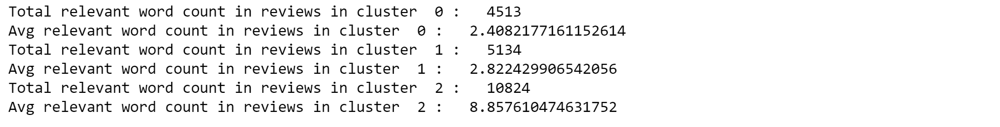 Total relevant word count in reviews in cluster  0 :   4513
Avg relevant word count in reviews in cluster  0 :   2.4082177161152614
Total relevant word count in reviews in cluster  1 :   5134
Avg relevant word count in reviews in cluster  1 :   2.822429906542056
Total relevant word count in reviews in cluster  2 :   10824
Avg relevant word count in reviews in cluster  2 :   8.857610474631752